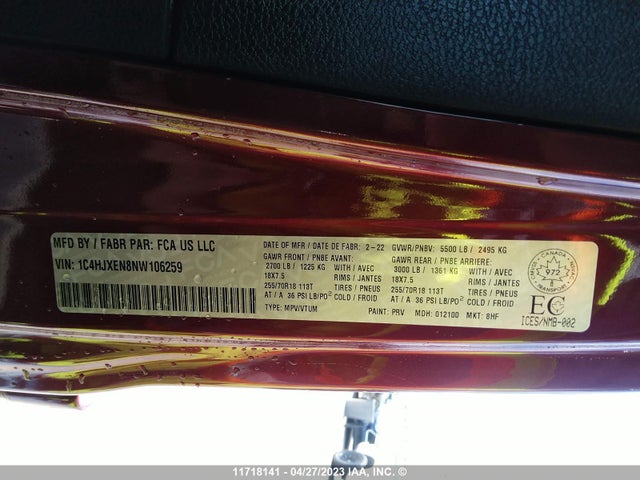 MFD BY / FABR PAR: FCA US LLC
VIN: 1C4HJXEN8NW106259
DATE OF MFR / DATE DE FABR: 2-22 GVWR/PNBV: 5500 LB / 2495 KG
GAWR FRONT / PNBE AVANT:
2700 LB / 1225 KG
18X7.5 RIMS / JANTES
255/70R18 113T TIRES / PNEUS
AT / A 36 PSI LB/PO² COLD / FROID
GAWR REAR / PNBE ARRIERE:
3000 LB / 1361 KG
18X7.5 RIMS / JANTES
255/70R18 113T TIRES / PNEUS
AT / A 36 PSI LB/PO² COLD / FROID
TYPE: MPV/VTUM PAINT: PRV MDH: 012100 MKT: 8HF
CANADA
972
TRANSPORT
EC
ICES/NMB-002
11718141 - 04/27/2023 IAA, Inc.